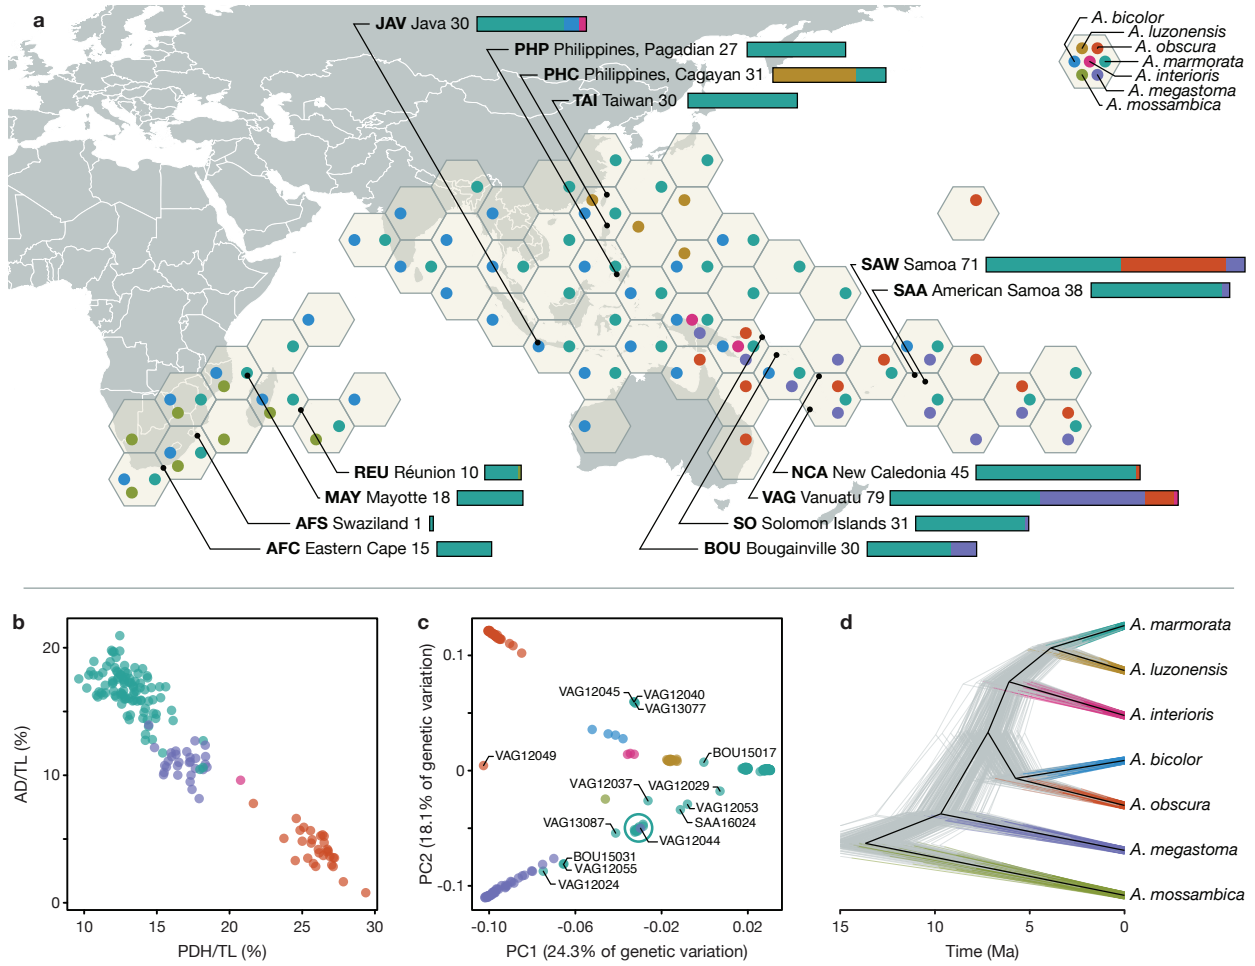 a
JAV Java 30
PHP Philippines, Pagadian 27
PHC Philippines, Cagayan 31
TAI Taiwan 30
A. bicolor
A. luzonensis
A. obscura
A. marmorata
A. interioris
A. megastoma
A. mossambica
SAW Samoa 71
SAA American Samoa 38
REU Réunion 10
MAY Mayotte 18
AFS Swaziland 1
AFC Eastern Cape 15
NCA New Caledonia 45
VAG Vanuatu 79
SO Solomon Islands 31
BOU Bougainville 30
b
20
10
0
AD/TL (%)
10
15
20
25
30
PDH/TL (%)
c
0.1
0
-0.1
PC2 (18.1% of genetic variation)
VAG12045
VAG12040
VAG13077
VAG12049
BOU15017
VAG12037
VAG12029
VAG12053
SAA16024
VAG13087
VAG12044
BOU15031
VAG12055
VAG12024
-0.10
-0.06
-0.02
0.02
PC1 (24.3% of genetic variation)
d
A. marmorata
A. luzonensis
A. interioris
A. bicolor
A. obscura
A. megastoma
A. mossambica
15
10
5
0
Time (Ma)